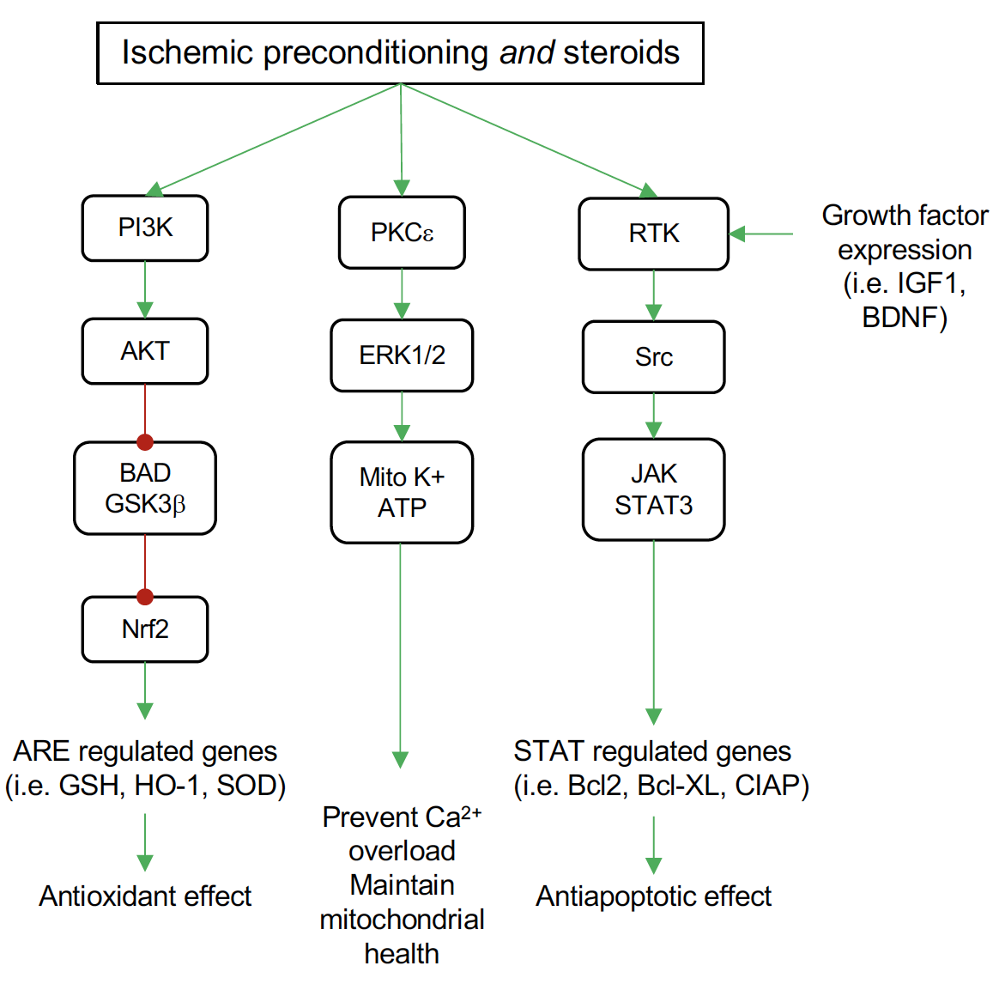 Ischemic preconditioning and steroids
PI3K
AKT
BAD
GSK3β
Nrf2
ARE regulated genes
(i.e. GSH, HO-1, SOD)
Antioxidant effect
PKCε
ERK1/2
Mito K+
ATP
Prevent Ca²⁺
overload
Maintain
mitochondrial
health
RTK
Src
JAK
STAT3
STAT regulated genes
(i.e. Bcl2, Bcl-XL, CIAP)
Antiapoptotic effect
Growth factor
expression
(i.e. IGF1,
BDNF)